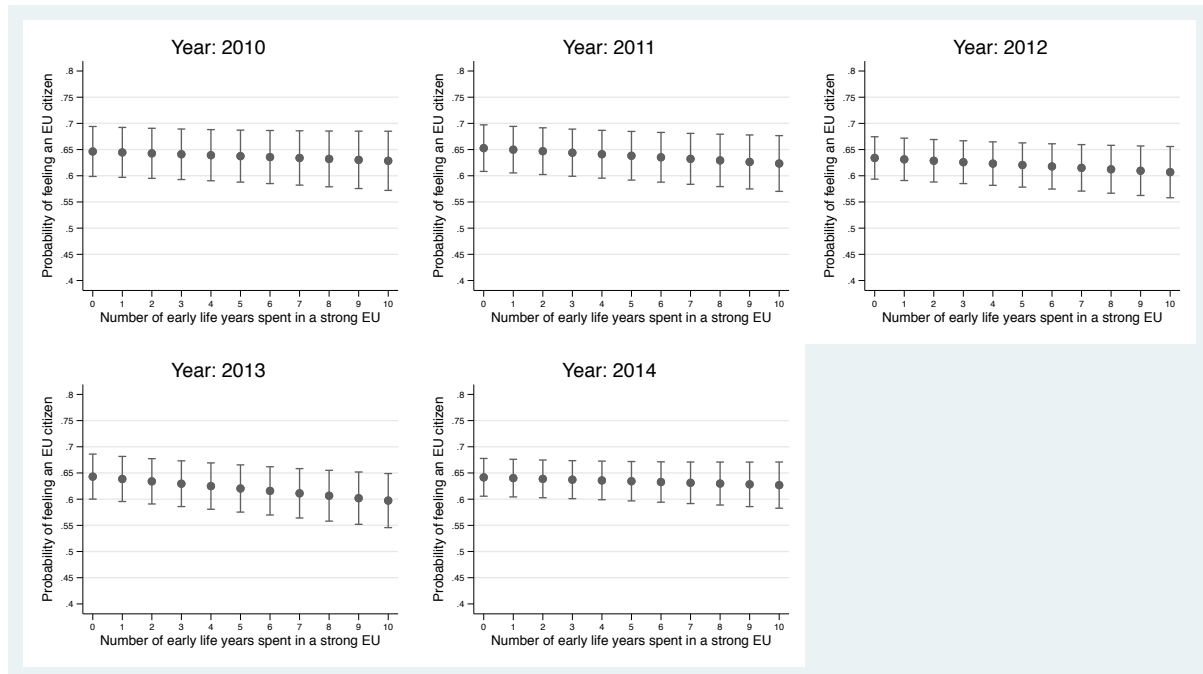 Year: 2010
Probability of feeling an EU citizen
.8
.75
.7
.65
.6
.55
.5
.45
.4
0 1 2 3 4 5 6 7 8 9 10
Number of early life years spent in a strong EU
Year: 2011
Probability of feeling an EU citizen
.8
.75
.7
.65
.6
.55
.5
.45
.4
0 1 2 3 4 5 6 7 8 9 10
Number of early life years spent in a strong EU
Year: 2012
Probability of feeling an EU citizen
.8
.75
.7
.65
.6
.55
.5
.45
.4
0 1 2 3 4 5 6 7 8 9 10
Number of early life years spent in a strong EU
Year: 2013
Probability of feeling an EU citizen
.8
.75
.7
.65
.6
.55
.5
.45
.4
0 1 2 3 4 5 6 7 8 9 10
Number of early life years spent in a strong EU
Year: 2014
Probability of feeling an EU citizen
.8
.75
.7
.65
.6
.55
.5
.45
.4
0 1 2 3 4 5 6 7 8 9 10
Number of early life years spent in a strong EU